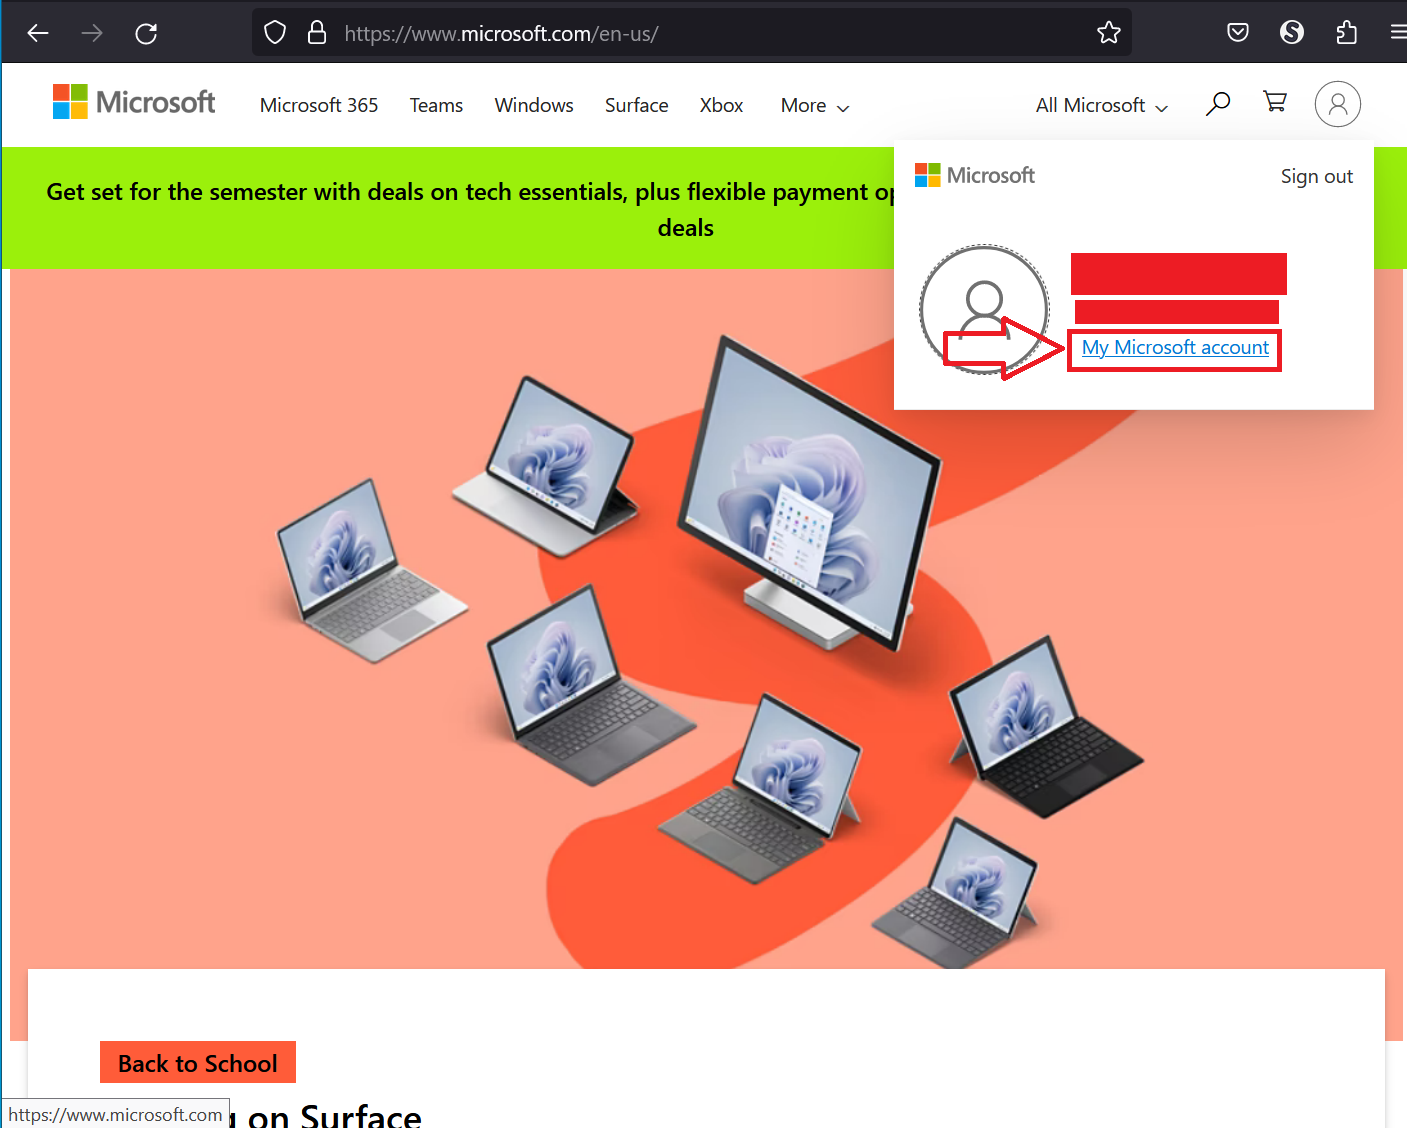 https://www.microsoft.com/en-us/
Microsoft
Microsoft 365
Teams
Windows
Surface
Xbox
More
All Microsoft
Get set for the semester with deals on tech essentials, plus flexible payment
deals
Microsoft
Sign out
My Microsoft account
Back to School
on Surface
https://www.microsoft.com